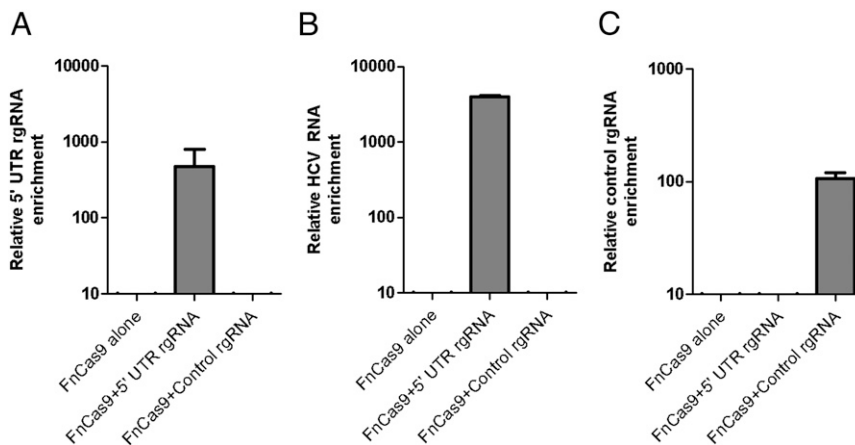 A
Relative 5' UTR rgRNA
enrichment
10000
1000
100
10
FnCas9 alone
FnCas9+5' UTR rgRNA
FnCas9+Control rgRNA
B
Relative HCV RNA
enrichment
10000
1000
100
10
FnCas9 alone
FnCas9+5' UTR rgRNA
FnCas9+Control rgRNA
C
Relative control rgRNA
enrichment
1000
100
10
FnCas9 alone
FnCas9+5' UTR rgRNA
FnCas9+Control rgRNA